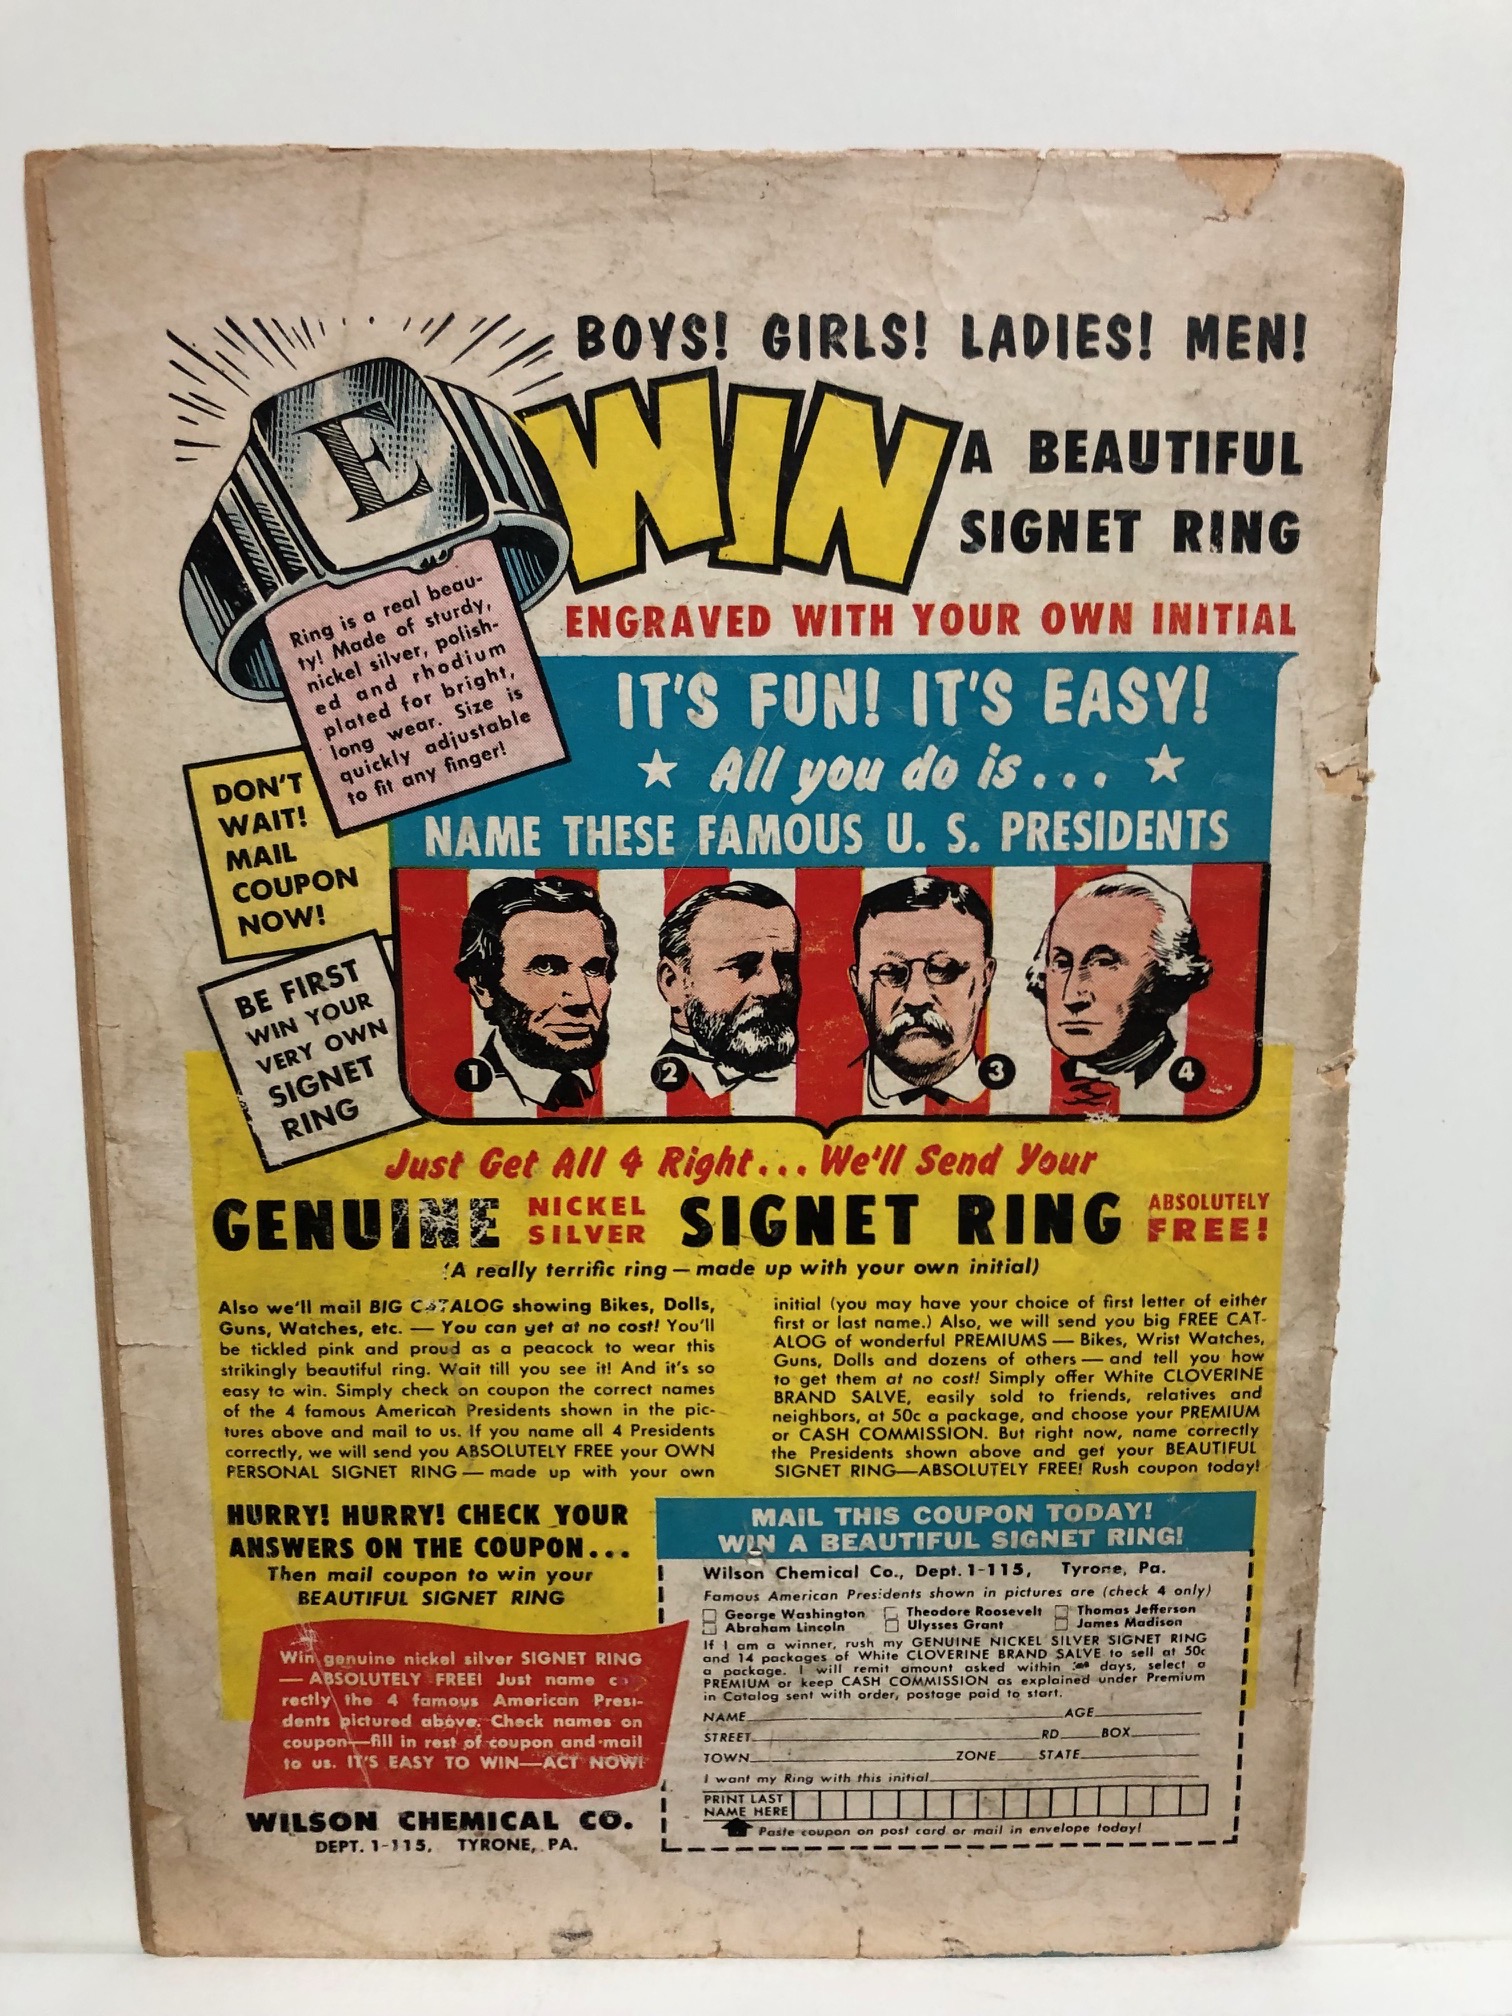 BOYS! GIRLS! LADIES! MEN!
E
WIN
A BEAUTIFUL
SIGNET RING
ENGRAVED WITH YOUR OWN INITIAL
Ring is a real beau-
ty! Made of sturdy,
nickel silver, polish-
ed and rhodium
plated for bright,
long wear. Size is
quickly adjustable
to fit any finger!
IT'S FUN! IT'S EASY!
All you do is...
NAME THESE FAMOUS U. S. PRESIDENTS
DON'T
WAIT!
MAIL
COUPON
NOW!
BE FIRST
WIN YOUR
VERY OWN
SIGNET
RING
1
2
3
4
Just Get All 4 Right... We'll Send Your
GENUINE NICKEL SILVER SIGNET RING ABSOLUTELY FREE!
(A really terrific ring — made up with your own initial)
Also we'll mail BIG CATALOG showing Bikes, Dolls,
Guns, Watches, etc. — You can get at no cost! You'll
be tickled pink and proud as a peacock to wear this
strikingly beautiful ring. Wait till you see it! And it's so
easy to win. Simply check on coupon the correct names
of the 4 famous American Presidents shown in the pic-
tures above and mail to us. If you name all 4 Presidents
correctly, we will send you ABSOLUTELY FREE your OWN
PERSONAL SIGNET RING — made up with your own
initial (you may have your choice of first letter of either
first or last name.) Also, we will send you big FREE CAT-
ALOG of wonderful PREMIUMS — Bikes, Wrist Watches,
Guns, Dolls and dozens of others — and tell you how
to get them at no cost! Simply offer White CLOVERINE
BRAND SALVE, easily sold to friends, relatives and
neighbors, at 50c a package, and choose your PREMIUM
or CASH COMMISSION. But right now, name correctly
the Presidents shown above and get your BEAUTIFUL
SIGNET RING—ABSOLUTELY FREE! Rush coupon today!
HURRY! HURRY! CHECK YOUR
ANSWERS ON THE COUPON...
Then mail coupon to win your
BEAUTIFUL SIGNET RING
Win genuine nickel silver SIGNET RING
— ABSOLUTELY FREE! Just name
rectly the 4 famous American Presi-
dents pictured above. Check names on
coupon—fill in rest of coupon and mail
to us. IT'S EASY TO WIN—ACT NOW!
WILSON CHEMICAL CO.
DEPT. 1-115, TYRONE, PA.
MAIL THIS COUPON TODAY!
WIN A BEAUTIFUL SIGNET RING!
Wilson Chemical Co., Dept. 1-115, Tyrone, Pa.
Famous American Presidents shown in pictures are (check 4 only)
George Washington Theodore Roosevelt Thomas Jefferson
Abraham Lincoln Ulysses Grant James Madison
If I am a winner, rush my GENUINE NICKEL SILVER SIGNET RING
and 14 packages of White CLOVERINE BRAND SALVE to sell at 50c
a package. I will remit amount asked within days, select a
PREMIUM or keep CASH COMMISSION as explained under Premium
in Catalog sent with order, postage paid to start.
NAME AGE
STREET RD BOX
TOWN ZONE STATE
I want my Ring with this initial
PRINT LAST
NAME HERE
Paste coupon on post card or mail in envelope today!